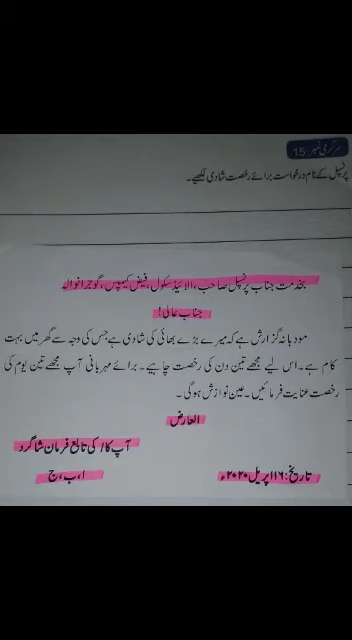 سرگرمی نمبر: 15
پرنسپل کے نام درخواست برائے رخصت شادی لکھیے۔
بخدمت جناب پرنسپل صاحب، الائیڈ سکول، فیض کیمپس، گوجرانوالہ
جناب عالی!
مودبانہ گزارش ہے کہ میرے بڑے بھائی کی شادی ہے جس کی وجہ سے گھر میں بہت
کام ہے۔ اس لیے مجھے تین دن کی رخصت چاہیے۔ برائے مہربانی آپ مجھے تین یوم کی
رخصت عنایت فرمائیں۔ عین نوازش ہوگی۔
العارض
آپ کا/کی تابع فرمان شاگرد
تاریخ: ۱۶ اپریل ۲۰۲۰ء
ا، ب، ج